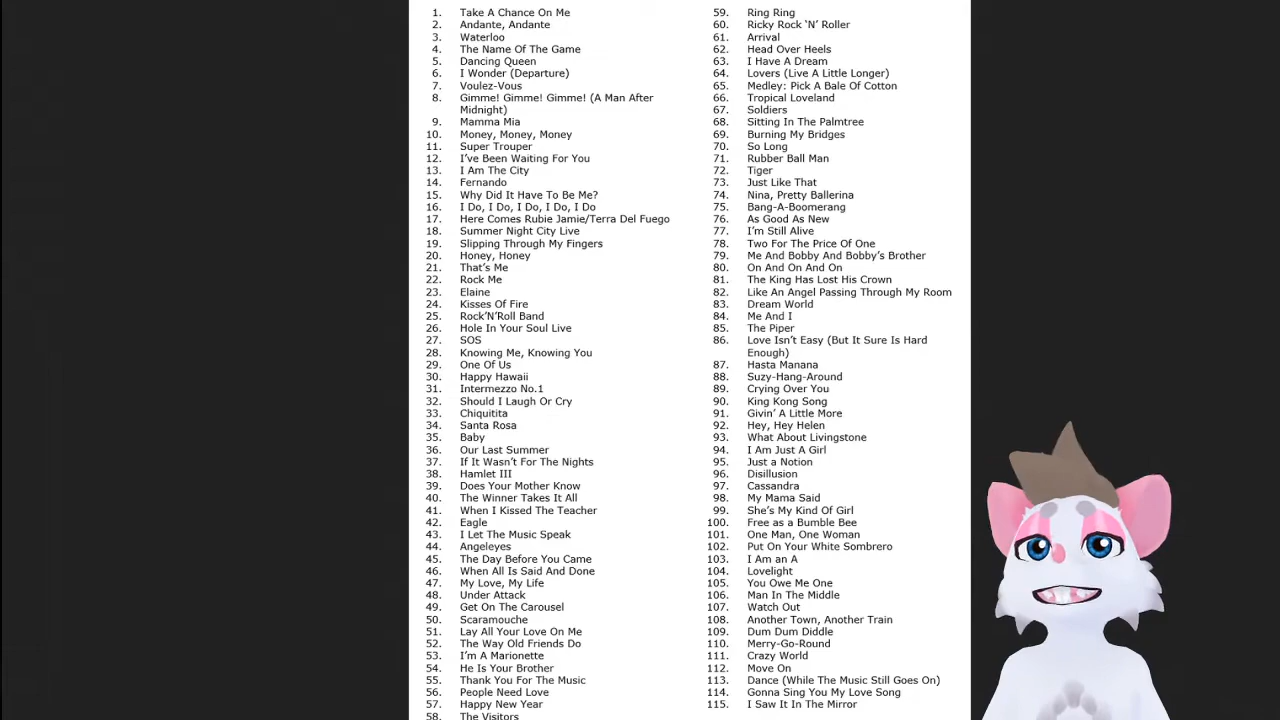 1. Take A Chance On Me
2. Andante, Andante
3. Waterloo
4. The Name Of The Game
5. Dancing Queen
6. I Wonder (Departure)
7. Voulez-Vous
8. Gimme! Gimme! Gimme! (A Man After
Midnight)
9. Mamma Mia
10. Money, Money, Money
11. Super Trouper
12. I've Been Waiting For You
13. I Am The City
14. Fernando
15. Why Did It Have To Be Me?
16. I Do, I Do, I Do, I Do, I Do
17. Here Comes Rubie Jamie/Terra Del Fuego
18. Summer Night City Live
19. Slipping Through My Fingers
20. Honey, Honey
21. That's Me
22. Rock Me
23. Elaine
24. Kisses Of Fire
25. Rock'N'Roll Band
26. Hole In Your Soul Live
27. SOS
28. Knowing Me, Knowing You
29. One Of Us
30. Happy Hawaii
31. Intermezzo No.1
32. Should I Laugh Or Cry
33. Chiquitita
34. Santa Rosa
35. Baby
36. Our Last Summer
37. If It Wasn't For The Nights
38. Hamlet III
39. Does Your Mother Know
40. The Winner Takes It All
41. When I Kissed The Teacher
42. Eagle
43. I Let The Music Speak
44. Angeleyes
45. The Day Before You Came
46. When All Is Said And Done
47. My Love, My Life
48. Under Attack
49. Get On The Carousel
50. Scaramouche
51. Lay All Your Love On Me
52. The Way Old Friends Do
53. I'm A Marionette
54. He Is Your Brother
55. Thank You For The Music
56. People Need Love
57. Happy New Year
58. The Visitors
59. Ring Ring
60. Ricky Rock 'N' Roller
61. Arrival
62. Head Over Heels
63. I Have A Dream
64. Lovers (Live A Little Longer)
65. Medley: Pick A Bale Of Cotton
66. Tropical Loveland
67. Soldiers
68. Sitting In The Palmtree
69. Burning My Bridges
70. So Long
71. Rubber Ball Man
72. Tiger
73. Just Like That
74. Nina, Pretty Ballerina
75. Bang-A-Boomerang
76. As Good As New
77. I'm Still Alive
78. Two For The Price Of One
79. Me And Bobby And Bobby's Brother
80. On And On And On
81. The King Has Lost His Crown
82. Like An Angel Passing Through My Room
83. Dream World
84. Me And I
85. The Piper
86. Love Isn't Easy (But It Sure Is Hard
Enough)
87. Hasta Manana
88. Suzy-Hang-Around
89. Crying Over You
90. King Kong Song
91. Givin' A Little More
92. Hey, Hey Helen
93. What About Livingstone
94. I Am Just A Girl
95. Just a Notion
96. Disillusion
97. Cassandra
98. My Mama Said
99. She's My Kind Of Girl
100. Free as a Bumble Bee
101. One Man, One Woman
102. Put On Your White Sombrero
103. I Am an A
104. Lovelight
105. You Owe Me One
106. Man In The Middle
107. Watch Out
108. Another Town, Another Train
109. Dum Dum Diddle
110. Merry-Go-Round
111. Crazy World
112. Move On
113. Dance (While The Music Still Goes On)
114. Gonna Sing You My Love Song
115. I Saw It In The Mirror